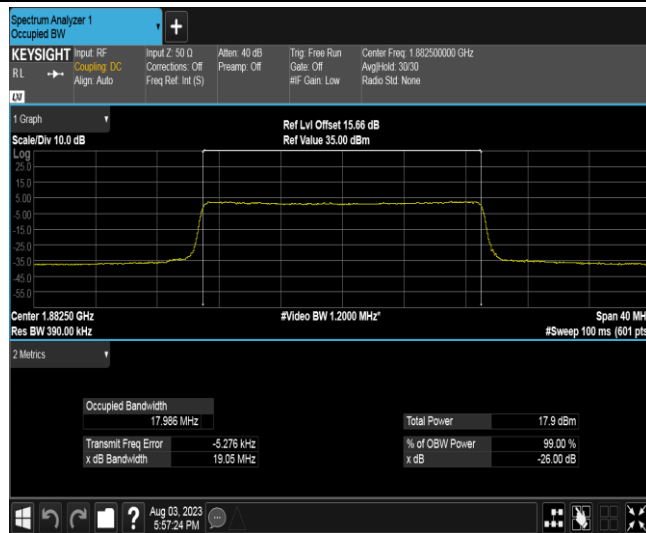 Spectrum Analyzer 1
Occupied BW
KEYSIGHT
RL
Input: RF
Coupling: DC
Align: Auto
Input Z: 50 Ω
Corrections: Off
Freq Ref: Int (S)
Atten: 40 dB
Preamp: Off
Trig: Free Run
Gate: Off
#IF Gain: Low
Center Freq: 1.882500000 GHz
Avg|Hold: 30/30
Radio Std: None
1 Graph
Scale/Div 10.0 dB
Ref Lvl Offset 15.66 dB
Ref Value 35.00 dBm
Log
25.0
15.0
5.00
-5.00
-15.0
-25.0
-35.0
-45.0
-55.0
Center 1.88250 GHz
#Video BW 1.2000 MHz*
Span 40 MH
Res BW 390.00 kHz
#Sweep 100 ms (601 pts
2 Metrics
Occupied Bandwidth
17.986 MHz
Total Power 17.9 dBm
Transmit Freq Error -5.276 kHz
% of OBW Power 99.00 %
x dB Bandwidth 19.05 MHz
x dB -26.00 dB
Aug 03, 2023
5:57:24 PM